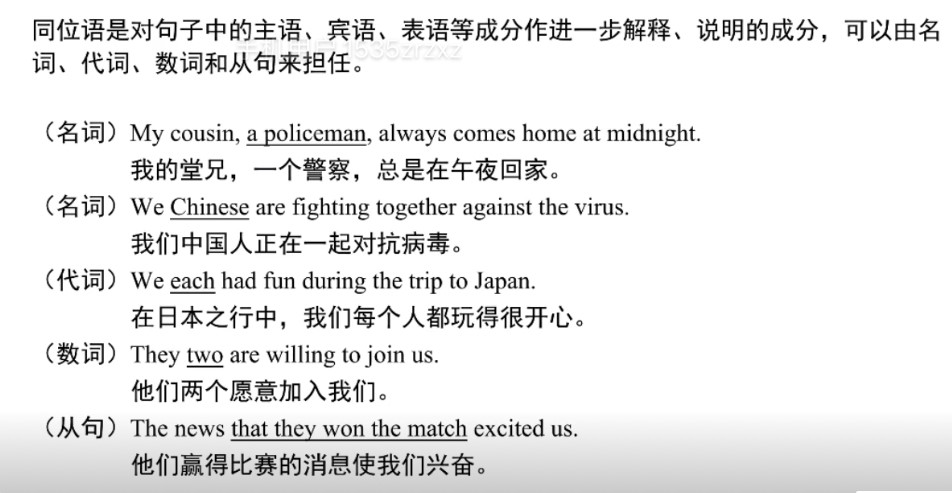 同位语是对句子中的主语、宾语、表语等成分作进一步解释、说明的成分，可以由名
词、代词、数词和从句来担任。
（名词）My cousin, a policeman, always comes home at midnight.
我的堂兄，一个警察，总是在午夜回家。
（名词）We Chinese are fighting together against the virus.
我们中国人正在一起对抗病毒。
（代词）We each had fun during the trip to Japan.
在日本之行中，我们每个人都玩得很开心。
（数词）They two are willing to join us.
他们两个愿意加入我们。
（从句）The news that they won the match excited us.
他们赢得比赛的消息使我们兴奋。